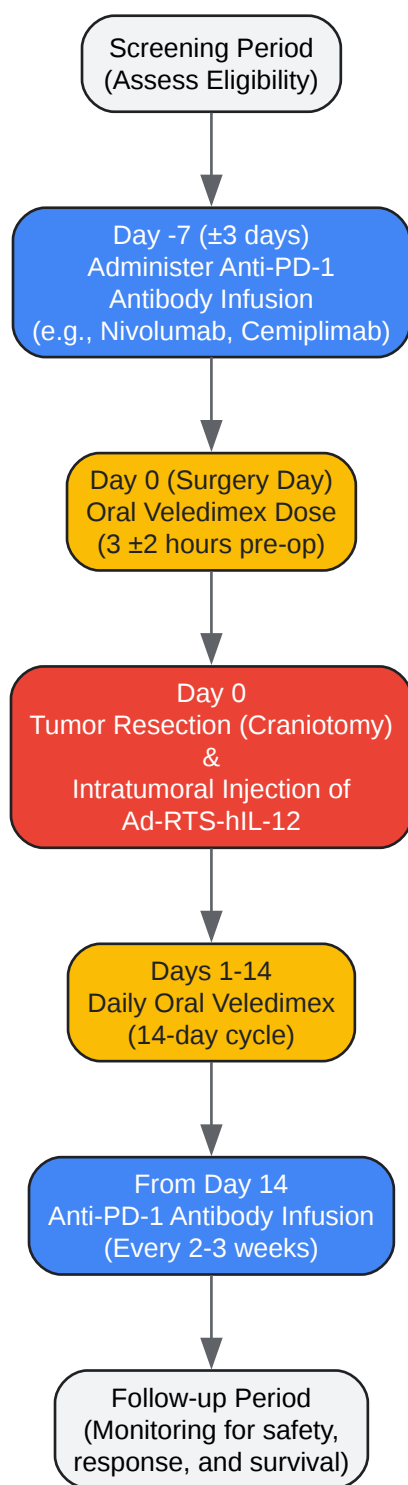 Screening Period
(Assess Eligibility)
Day -7 (±3 days)
Administer Anti-PD-1
Antibody Infusion
(e.g., Nivolumab, Cemiplimab)
Day 0 (Surgery Day)
Oral Veledimex Dose
(3 ±2 hours pre-op)
Day 0
Tumor Resection (Craniotomy)
&
Intratumoral Injection of
Ad-RTS-hIL-12
Days 1-14
Daily Oral Veledimex
(14-day cycle)
From Day 14
Anti-PD-1 Antibody Infusion
(Every 2-3 weeks)
Follow-up Period
(Monitoring for safety,
response, and survival)